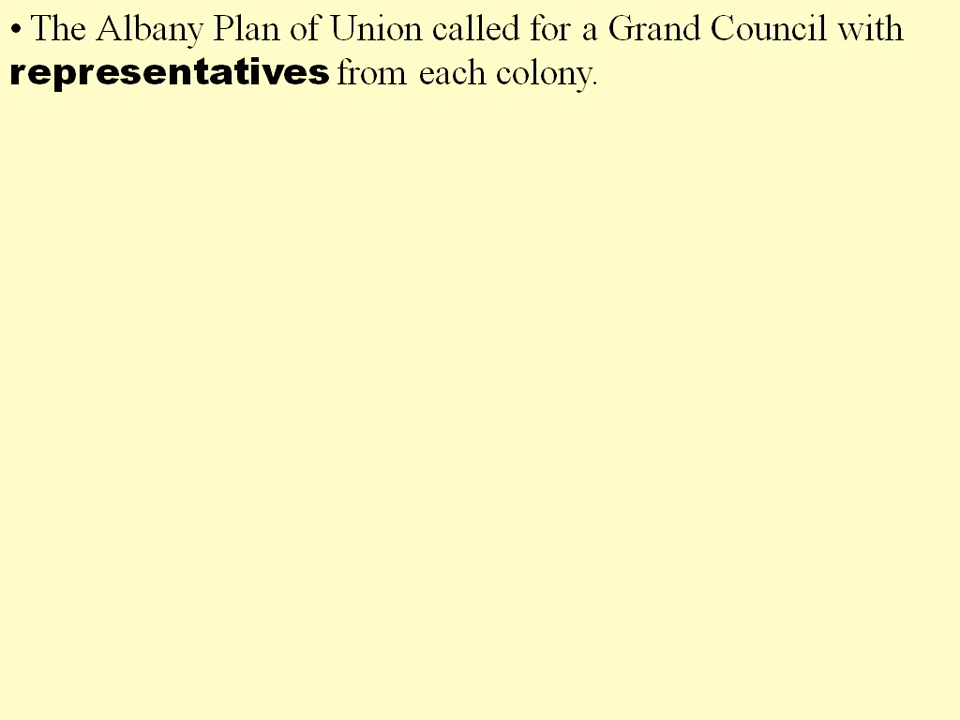 • The Albany Plan of Union called for a Grand Council with
representatives from each colony.